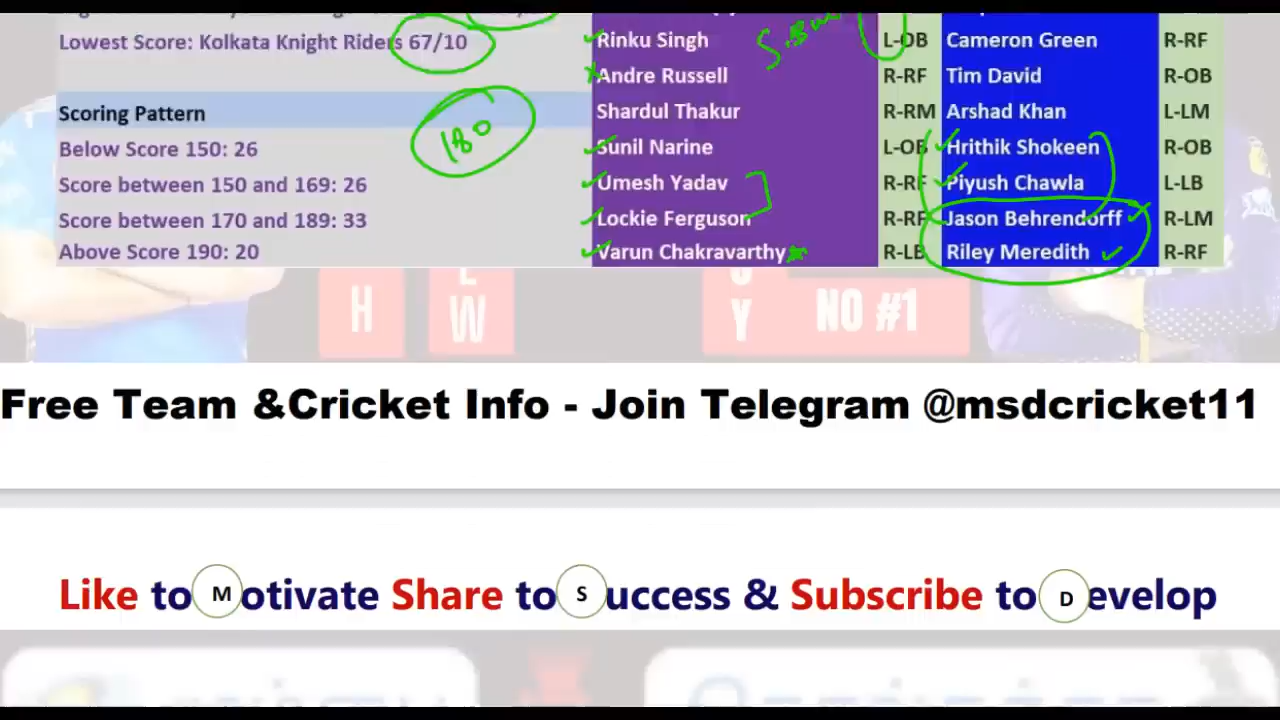 Lowest Score: Kolkata Knight Riders 67/10
Scoring Pattern
180
Below Score 150: 26
Score between 150 and 169: 26
Score between 170 and 189: 33
Above Score 190: 20
Rinku Singh L-OB
Andre Russell R-RF
Shardul Thakur R-RM
Sunil Narine L-OB
Umesh Yadav R-RF
Lockie Ferguson R-RF
Varun Chakravarthy R-LB
Cameron Green R-RF
Tim David R-OB
Arshad Khan L-LM
Hrithik Shokeen R-OB
Piyush Chawla L-LB
Jason Behrendorff R-LM
Riley Meredith R-RF
H
W
Y
NO #1
Free Team &Cricket Info - Join Telegram @msdcricket11
Like to Motivate Share to Success & Subscribe to Develop